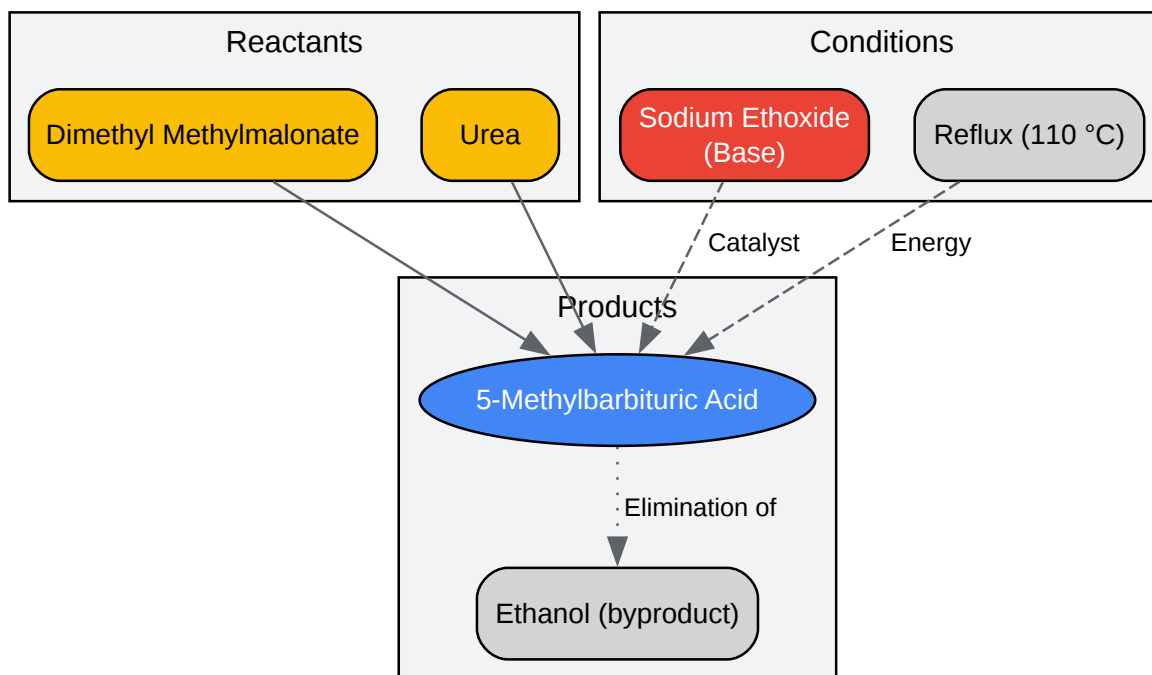 Reactants
Conditions
Dimethyl Methylmalonate
Urea
Sodium Ethoxide
(Base)
Reflux (110 °C)
Catalyst
Energy
Products
5-Methylbarbituric Acid
Elimination of
Ethanol (byproduct)